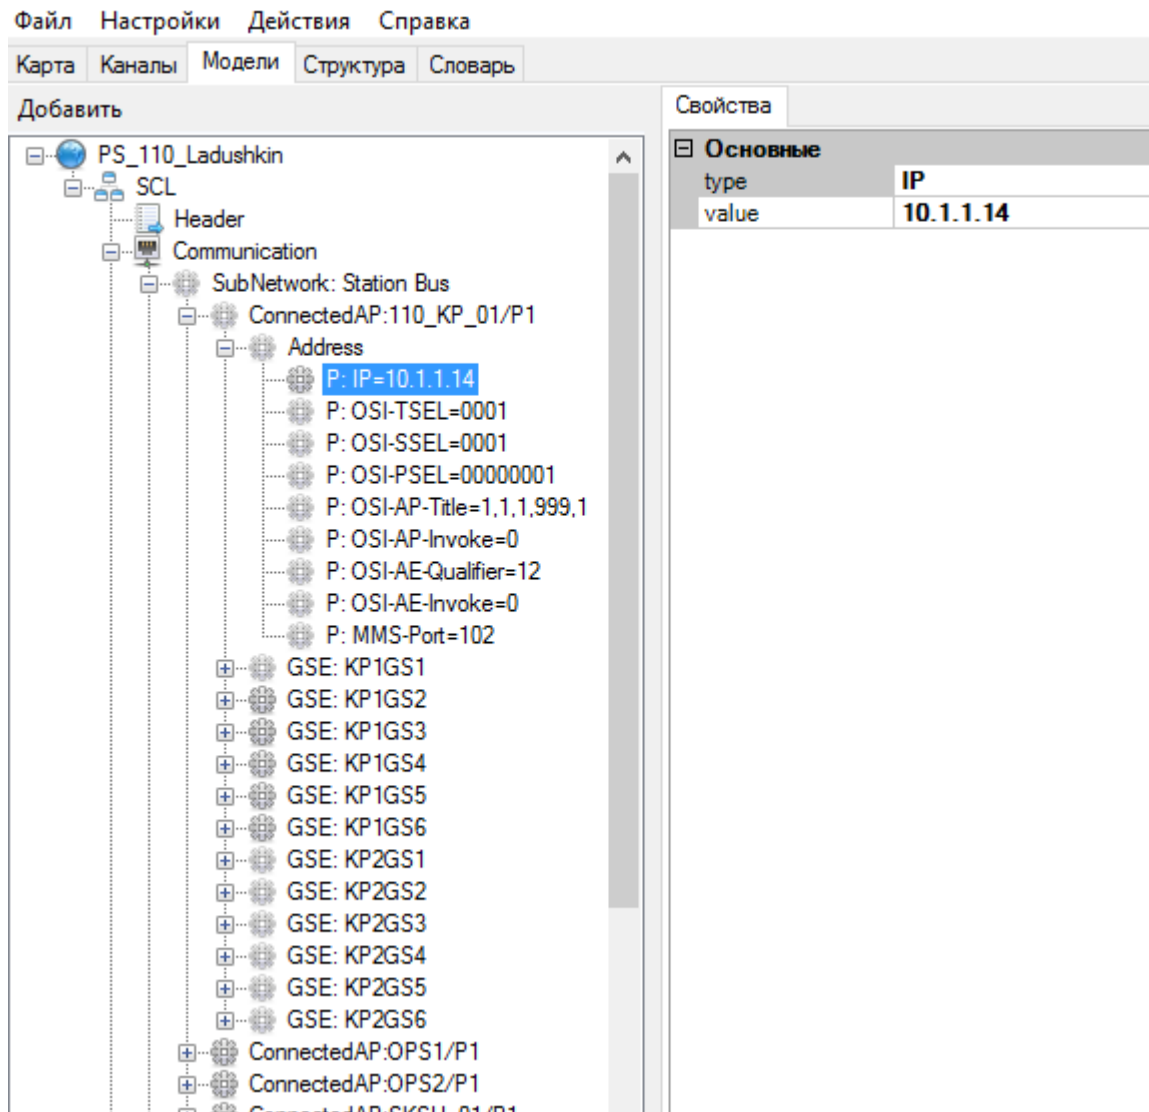 Файл Настройки Действия Справка
Карта Каналы Модели Структура Словарь
Добавить
PS_110_Ladushkin
SCL
Header
Communication
SubNetwork: Station Bus
ConnectedAP:110_KP_01/P1
Address
P: IP=10.1.1.14
P: OSI-TSEL=0001
P: OSI-SSEL=0001
P: OSI-PSEL=00000001
P: OSI-AP-Title=1,1,1,999,1
P: OSI-AP-Invoke=0
P: OSI-AE-Qualifier=12
P: OSI-AE-Invoke=0
P: MMS-Port=102
GSE: KP1GS1
GSE: KP1GS2
GSE: KP1GS3
GSE: KP1GS4
GSE: KP1GS5
GSE: KP1GS6
GSE: KP2GS1
GSE: KP2GS2
GSE: KP2GS3
GSE: KP2GS4
GSE: KP2GS5
GSE: KP2GS6
ConnectedAP:OPS1/P1
ConnectedAP:OPS2/P1
Свойства
Основные
type IP
value 10.1.1.14